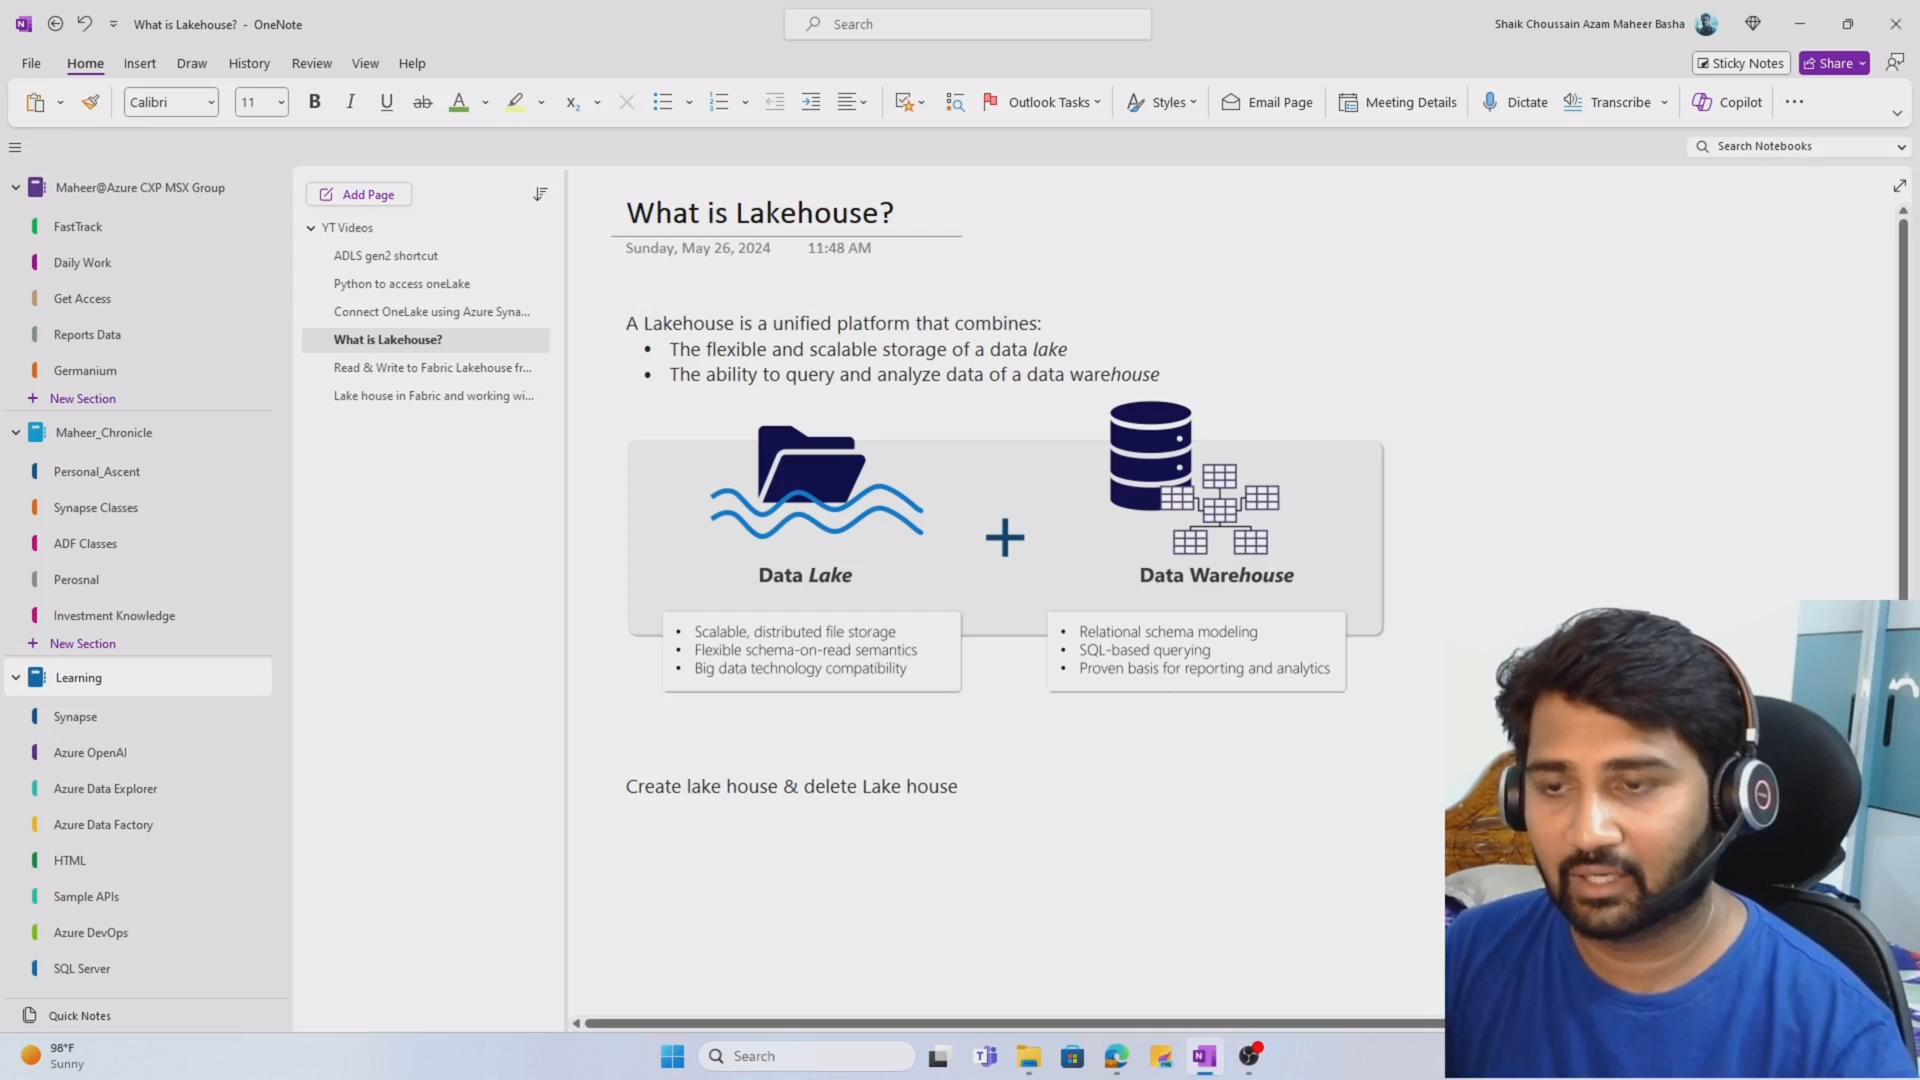 What is Lakehouse? - OneNote
Search
Shaik Choussain Azam Maheer Basha
File Home Insert Draw History Review View Help
Sticky Notes Share
Calibri 11 B I U ab A x₂ Outlook Tasks Styles Email Page Meeting Details Dictate Transcribe Copilot
Search Notebooks
Maheer@Azure CXP MSX Group
FastTrack
Daily Work
Get Access
Reports Data
Germanium
New Section
Maheer_Chronicle
Personal_Ascent
Synapse Classes
ADF Classes
Perosnal
Investment Knowledge
New Section
Learning
Synapse
Azure OpenAI
Azure Data Explorer
Azure Data Factory
HTML
Sample APIs
Azure DevOps
SQL Server
Quick Notes
Add Page
YT Videos
ADLS gen2 shortcut
Python to access oneLake
Connect OneLake using Azure Syna...
What is Lakehouse?
Read & Write to Fabric Lakehouse fr...
Lake house in Fabric and working wi...
What is Lakehouse?
Sunday, May 26, 2024 11:48 AM
A Lakehouse is a unified platform that combines:
• The flexible and scalable storage of a data lake
• The ability to query and analyze data of a data warehouse
Data Lake
• Scalable, distributed file storage
• Flexible schema-on-read semantics
• Big data technology compatibility
+
Data Warehouse
• Relational schema modeling
• SQL-based querying
• Proven basis for reporting and analytics
Create lake house & delete Lake house
98°F
Sunny
Search